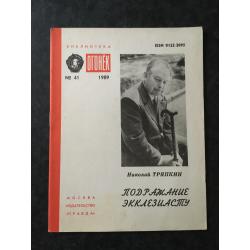 БИБЛИОТЕКА
ISSN 0132-2095
ОГОНЁК
№ 41 1989
Николай ТРЯПКИН
ПОДРАЖАНИЕ
ЭККЛЕЗИАСТУ
МОСКВА
ИЗДАТЕЛЬСТВО
«ПРАВДА»